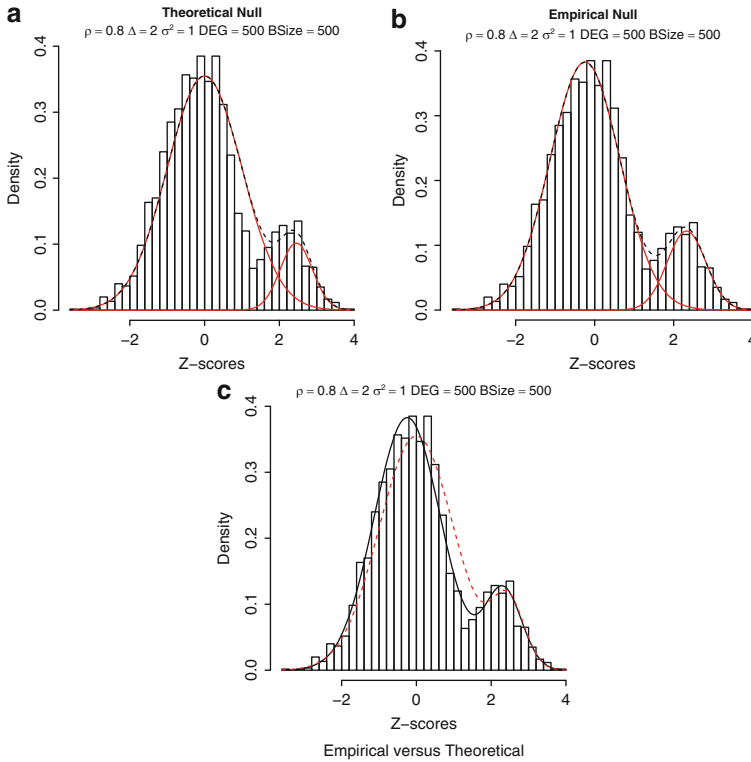 a
Theoretical Null
ρ = 0.8 Δ = 2 σ² = 1 DEG = 500 BSize = 500
Density
0.0
0.1
0.2
0.3
0.4
−2
0
2
4
Z−scores
b
Empirical Null
ρ = 0.8 Δ = 2 σ² = 1 DEG = 500 BSize = 500
Density
0.0
0.1
0.2
0.3
0.4
−2
0
2
4
Z−scores
c
ρ = 0.8 Δ = 2 σ² = 1 DEG = 500 BSize = 500
Density
0.0
0.1
0.2
0.3
0.4
−2
0
2
4
Z−scores
Empirical versus Theoretical